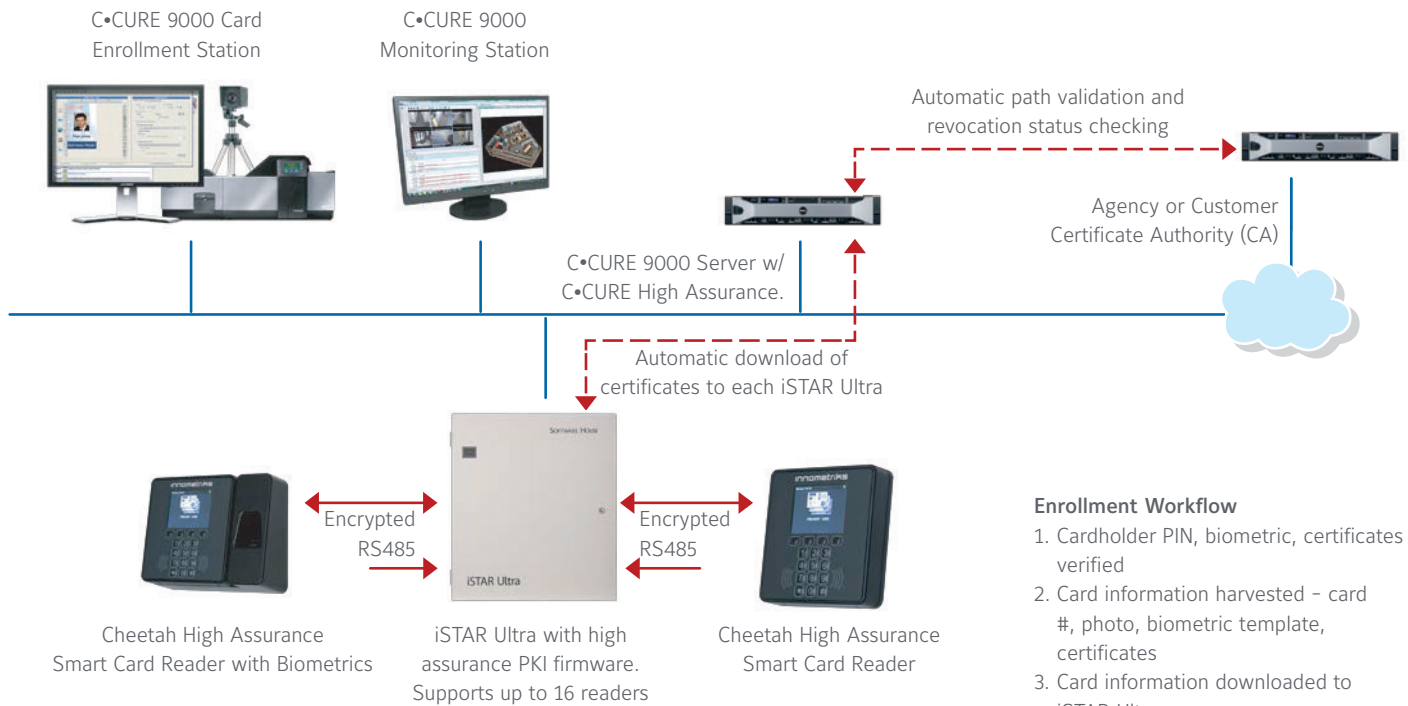 C•CURE 9000 Card
Enrollment Station
C•CURE 9000
Monitoring Station
Automatic path validation and
revocation status checking
Agency or Customer
Certificate Authority (CA)
C•CURE 9000 Server w/
C•CURE High Assurance.
Automatic download of
certificates to each iSTAR Ultra
SOFTWARE HOUSE
innometriks
innometriks
Encrypted
RS485
Encrypted
RS485
iSTAR Ultra
Cheetah High Assurance
Smart Card Reader with Biometrics
iSTAR Ultra with high
assurance PKI firmware.
Supports up to 16 readers
Cheetah High Assurance
Smart Card Reader
Enrollment Workflow
1. Cardholder PIN, biometric, certificates
verified
2. Card information harvested – card
#, photo, biometric template,
certificates
3. Card information downloaded to